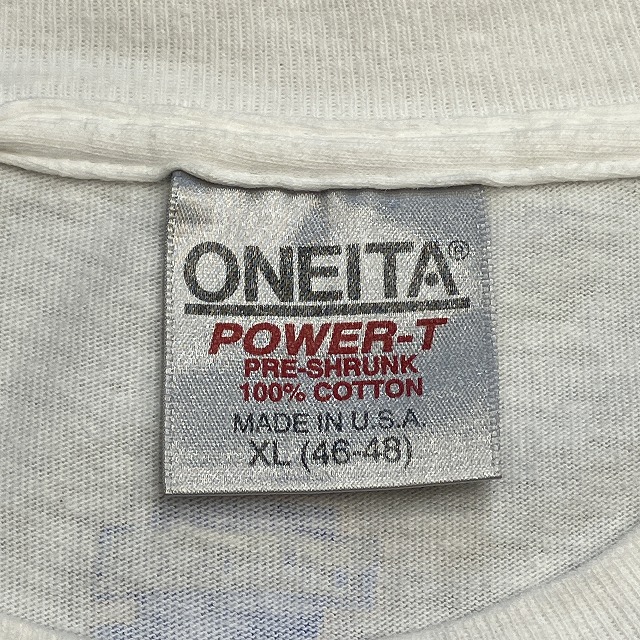 ONEITA®
POWER-T
PRE-SHRUNK
100% COTTON
MADE IN U.S.A.
XL (46-48)